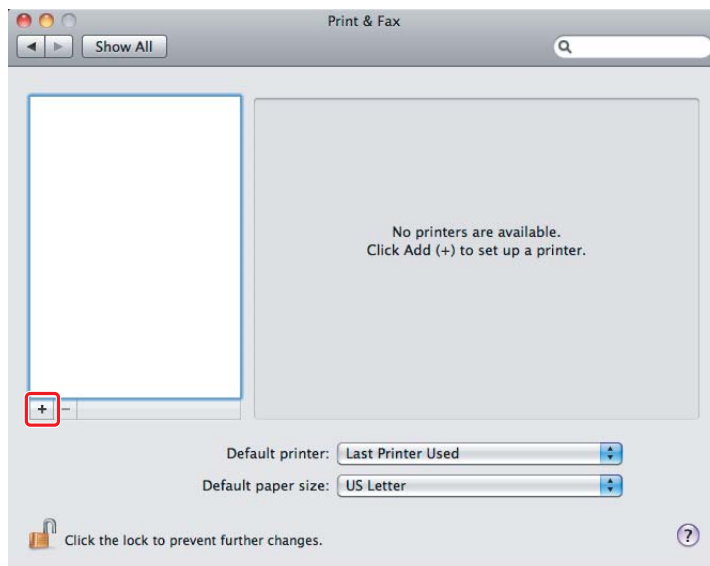 Print & Fax
Show All
No printers are available.
Click Add (+) to set up a printer.
+ −
Default printer: Last Printer Used
Default paper size: US Letter
Click the lock to prevent further changes.
?